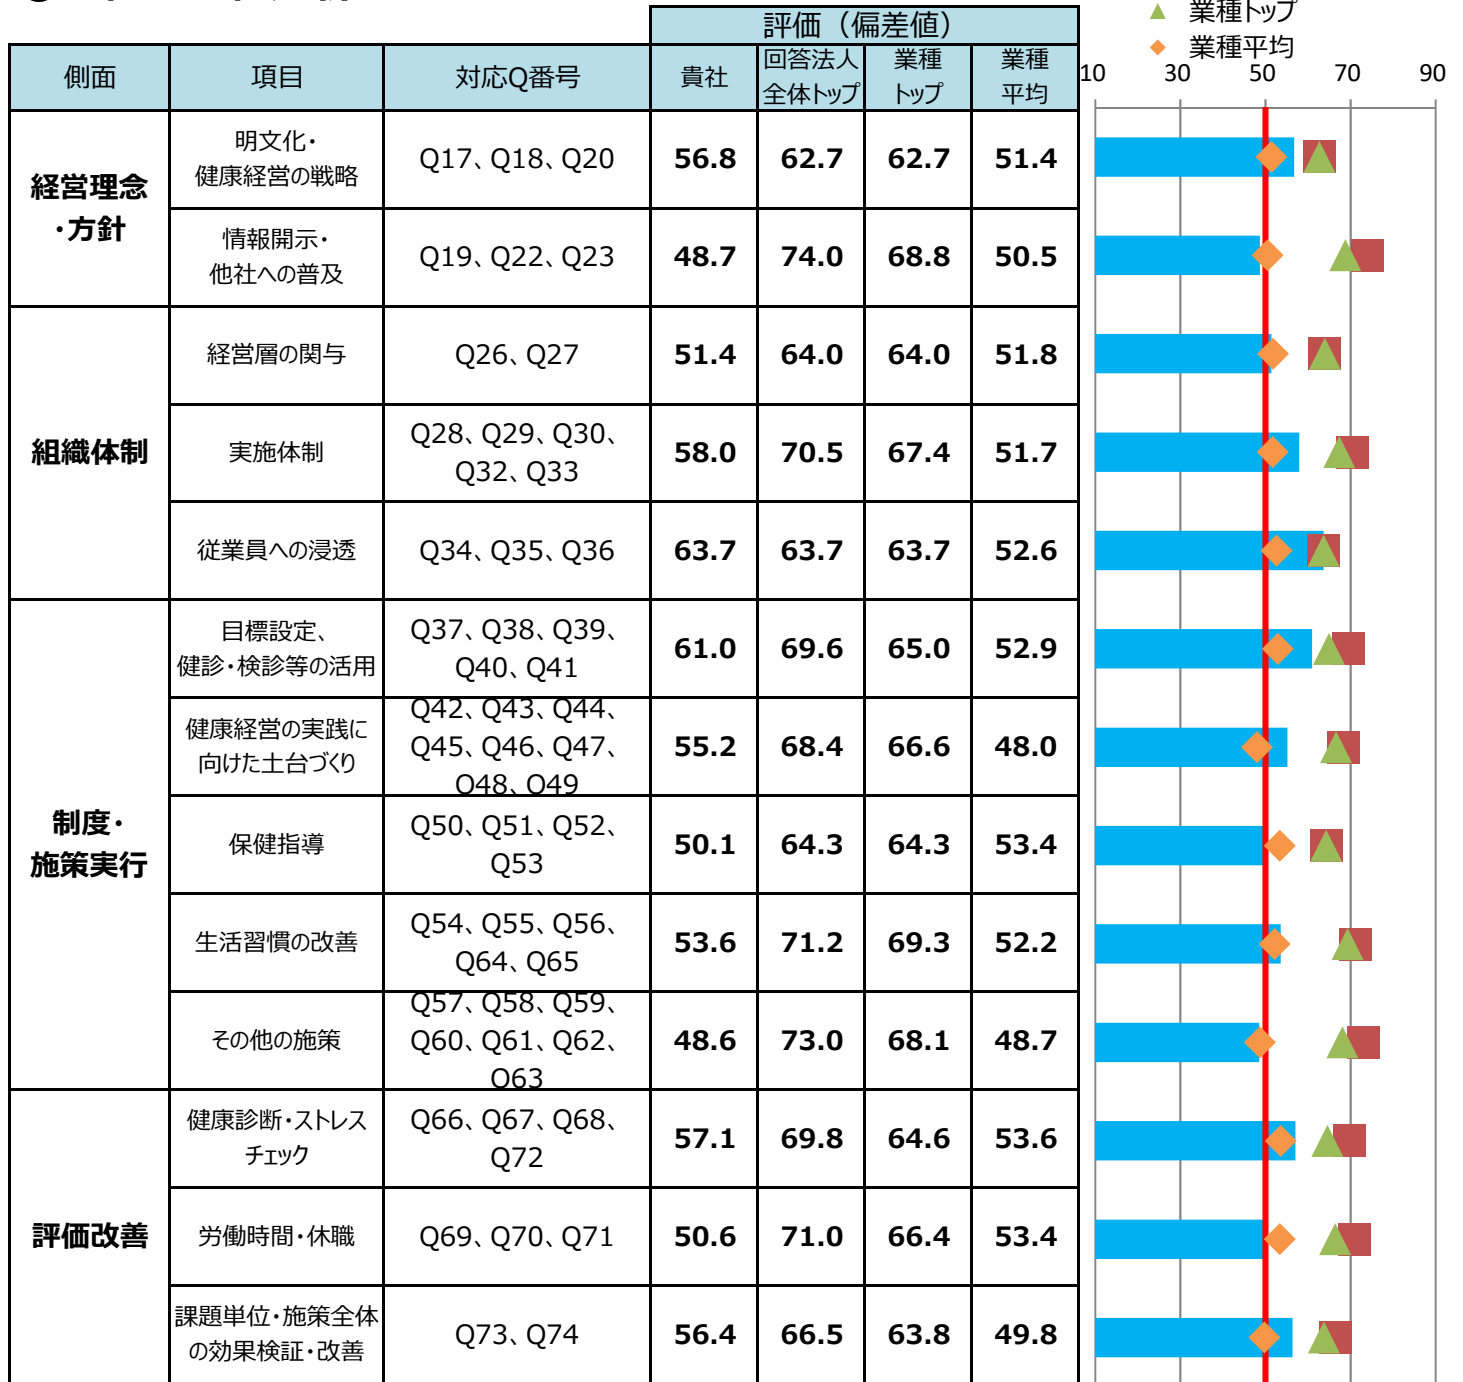 ▲ 業種トップ
◆ 業種平均
評価（偏差値）
側面 項目 対応Q番号 貴社 回答法人全体トップ 業種トップ 業種平均
10 30 50 70 90
経営理念・方針
明文化・
健康経営の戦略
Q17、Q18、Q20
56.8 62.7 62.7 51.4
情報開示・
他社への普及
Q19、Q22、Q23
48.7 74.0 68.8 50.5
組織体制
経営層の関与
Q26、Q27
51.4 64.0 64.0 51.8
実施体制
Q28、Q29、Q30、
Q32、Q33
58.0 70.5 67.4 51.7
従業員への浸透
Q34、Q35、Q36
63.7 63.7 63.7 52.6
制度・
施策実行
目標設定、
健診・検診等の活用
Q37、Q38、Q39、
Q40、Q41
61.0 69.6 65.0 52.9
健康経営の実践に
向けた土台づくり
Q42、Q43、Q44、
Q45、Q46、Q47、
Q48、Q49
55.2 68.4 66.6 48.0
保健指導
Q50、Q51、Q52、
Q53
50.1 64.3 64.3 53.4
生活習慣の改善
Q54、Q55、Q56、
Q64、Q65
53.6 71.2 69.3 52.2
その他の施策
Q57、Q58、Q59、
Q60、Q61、Q62、
Q63
48.6 73.0 68.1 48.7
評価改善
健康診断・ストレス
チェック
Q66、Q67、Q68、
Q72
57.1 69.8 64.6 53.6
労働時間・休職
Q69、Q70、Q71
50.6 71.0 66.4 53.4
課題単位・施策全体
の効果検証・改善
Q73、Q74
56.4 66.5 63.8 49.8